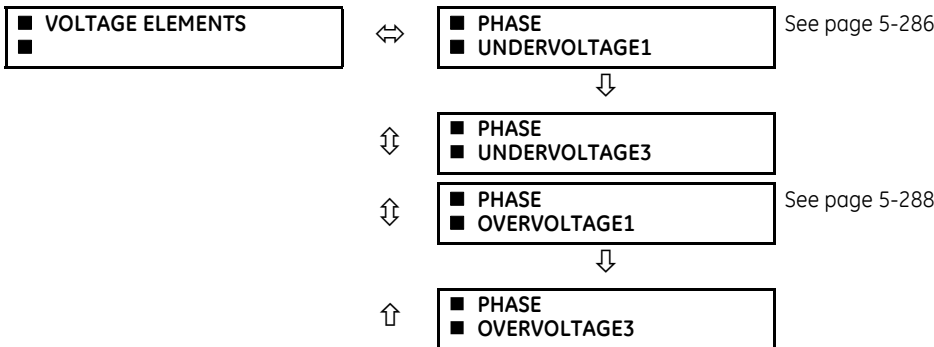 ■ VOLTAGE ELEMENTS
■
■ PHASE
■ UNDERVOLTAGE1
See page 5-286
■ PHASE
■ UNDERVOLTAGE3
■ PHASE
■ OVERVOLTAGE1
See page 5-288
■ PHASE
■ OVERVOLTAGE3